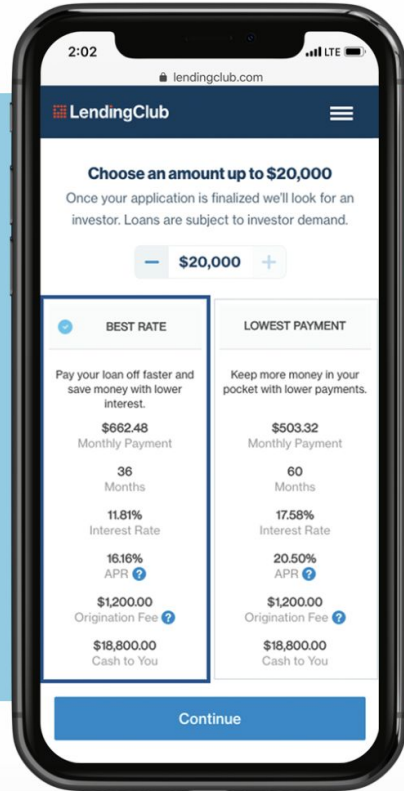 2:02
LTE
lendingclub.com
LendingClub
Choose an amount up to $20,000
Once your application is finalized we'll look for an
investor. Loans are subject to investor demand.
− $20,000 +
BEST RATE
Pay your loan off faster and
save money with lower
interest.
$662.48
Monthly Payment
36
Months
11.81%
Interest Rate
16.16%
APR ?
$1,200.00
Origination Fee ?
$18,800.00
Cash to You
LOWEST PAYMENT
Keep more money in your
pocket with lower payments.
$503.32
Monthly Payment
60
Months
17.58%
Interest Rate
20.50%
APR ?
$1,200.00
Origination Fee ?
$18,800.00
Cash to You
Continue